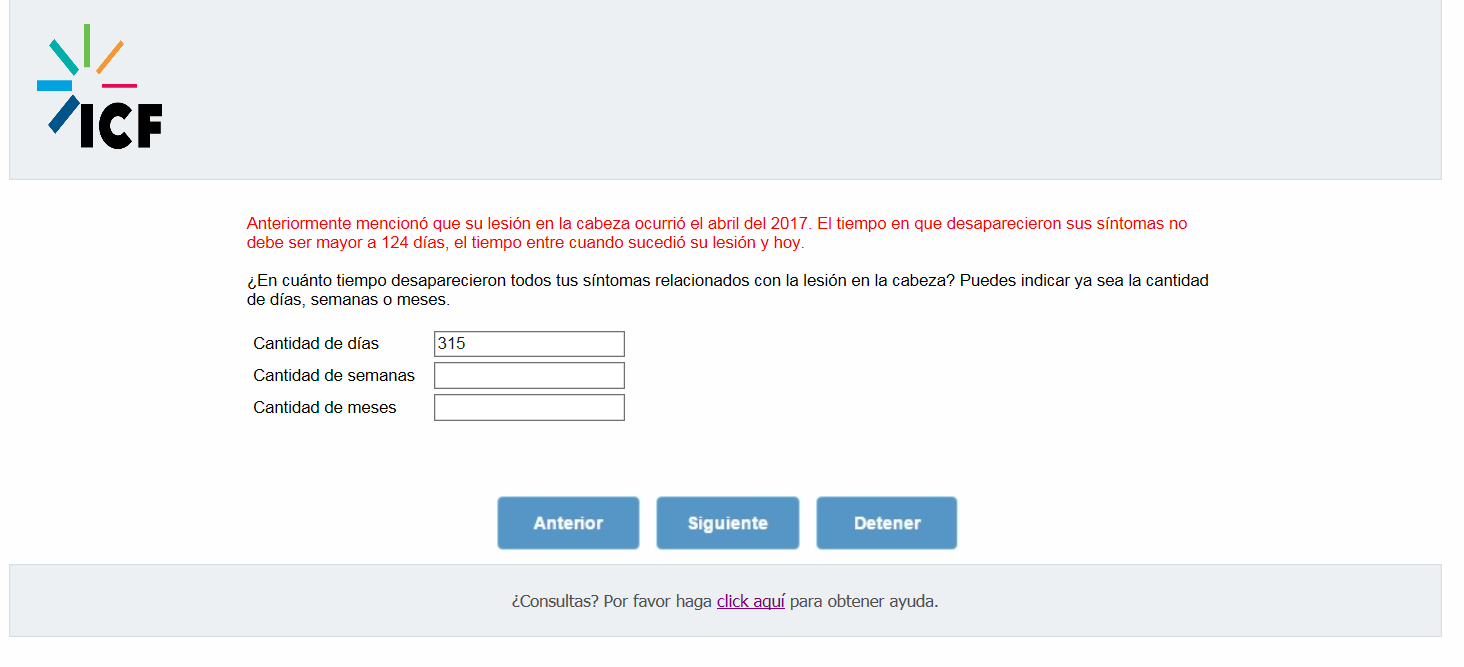 ICF
Anteriormente mencionó que su lesión en la cabeza ocurrió el abril del 2017. El tiempo en que desaparecieron sus síntomas no
debe ser mayor a 124 días, el tiempo entre cuando sucedió su lesión y hoy.
¿En cuánto tiempo desaparecieron todos tus síntomas relacionados con la lesión en la cabeza? Puedes indicar ya sea la cantidad
de días, semanas o meses.
Cantidad de días 315
Cantidad de semanas
Cantidad de meses
Anterior Siguiente Detener
¿Consultas? Por favor haga click aquí para obtener ayuda.